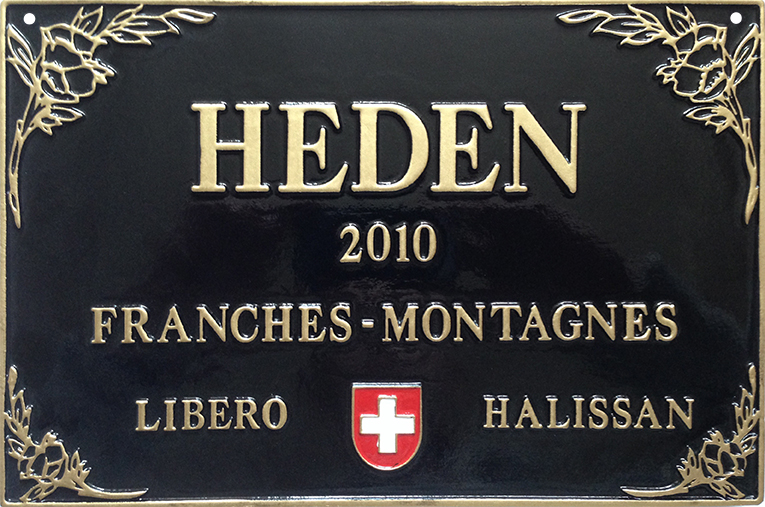 HEDEN
2010
FRANCHES-MONTAGNES
LIBERO HALISSAN